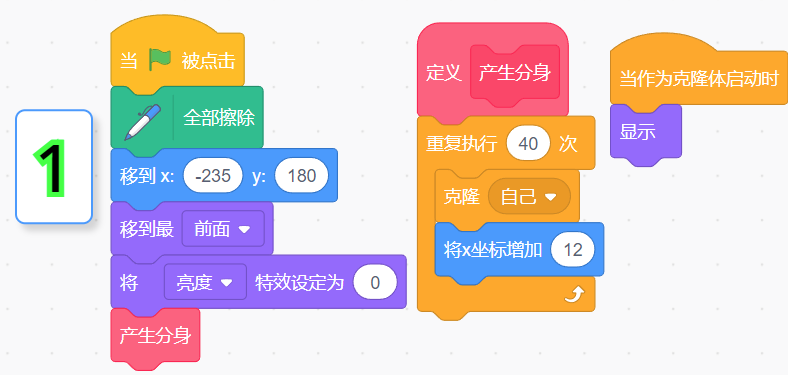 1
当 被点击
全部擦除
移到 x: -235 y: 180
移到最 前面
将 亮度 特效设定为 0
产生分身
定义 产生分身
重复执行 40 次
克隆 自己
将x坐标增加 12
当作为克隆体启动时
显示